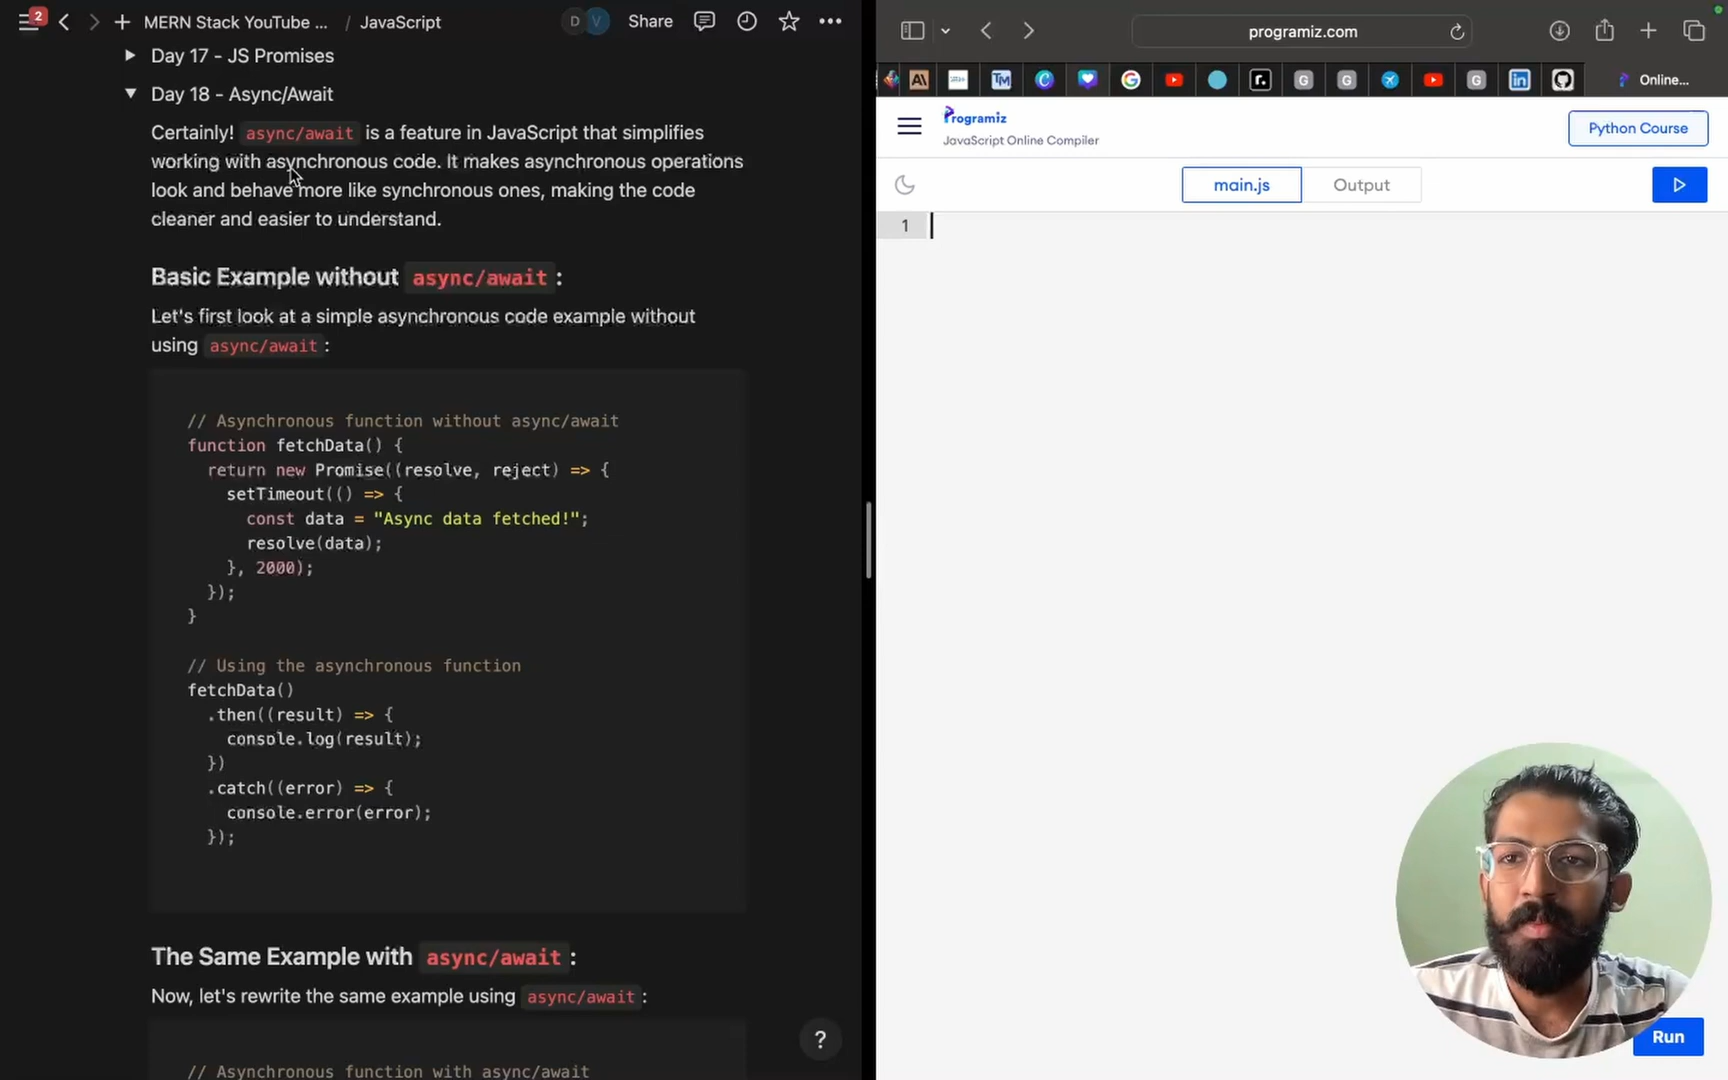 2
MERN Stack YouTube ... / JavaScript
D V Share
Day 17 - JS Promises
Day 18 - Async/Await
Certainly! async/await is a feature in JavaScript that simplifies
working with asynchronous code. It makes asynchronous operations
look and behave more like synchronous ones, making the code
cleaner and easier to understand.
Basic Example without async/await :
Let's first look at a simple asynchronous code example without
using async/await :
// Asynchronous function without async/await
function fetchData() {
return new Promise((resolve, reject) => {
setTimeout(() => {
const data = "Async data fetched!";
resolve(data);
}, 2000);
});
}
// Using the asynchronous function
fetchData()
.then((result) => {
console.log(result);
})
.catch((error) => {
console.error(error);
});
The Same Example with async/await :
Now, let's rewrite the same example using async/await :
// Asynchronous function with async/await
?
programiz.com
A\ TM r. G G G in Online...
Programiz
JavaScript Online Compiler
Python Course
main.js
Output
1
Run